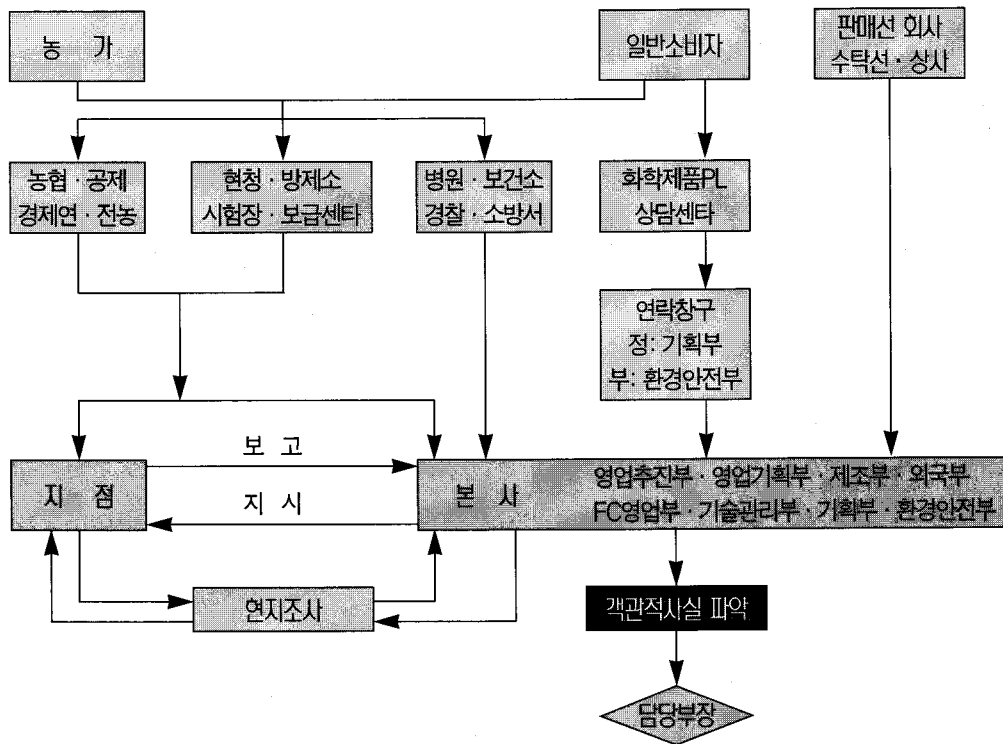 농 가
일반소비자
판매선 회사
수탁선·상사
농협·공제
경제연·전농
현청·방제소
시험장·보급센타
병원·보건소
경찰·소방서
화학제품PL
상담센타
연락창구
정: 기획부
부: 환경안전부
보 고
지 점
본 사
영업추진부·영업기획부·제조부·외국부
FC영업부·기술관리부·기획부·환경안전부
지 시
현지조사
객관적사실 파악
담당부장